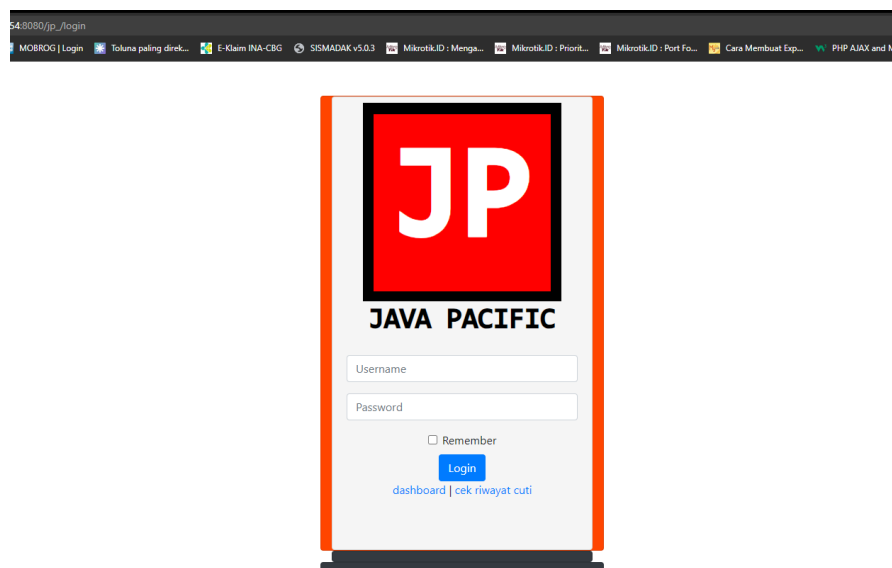 54:8080/jp_/login
MOBROG | Login Toluna paling direk... E-Klaim INA-CBG SISMADAK v5.0.3 Mikrotik.ID : Menga... Mikrotik.ID : Priorit... Mikrotik.ID : Port Fo... Cara Membuat Exp... PHP AJAX and M
JP
JAVA PACIFIC
Username
Password
Remember
Login
dashboard | cek riwayat cuti